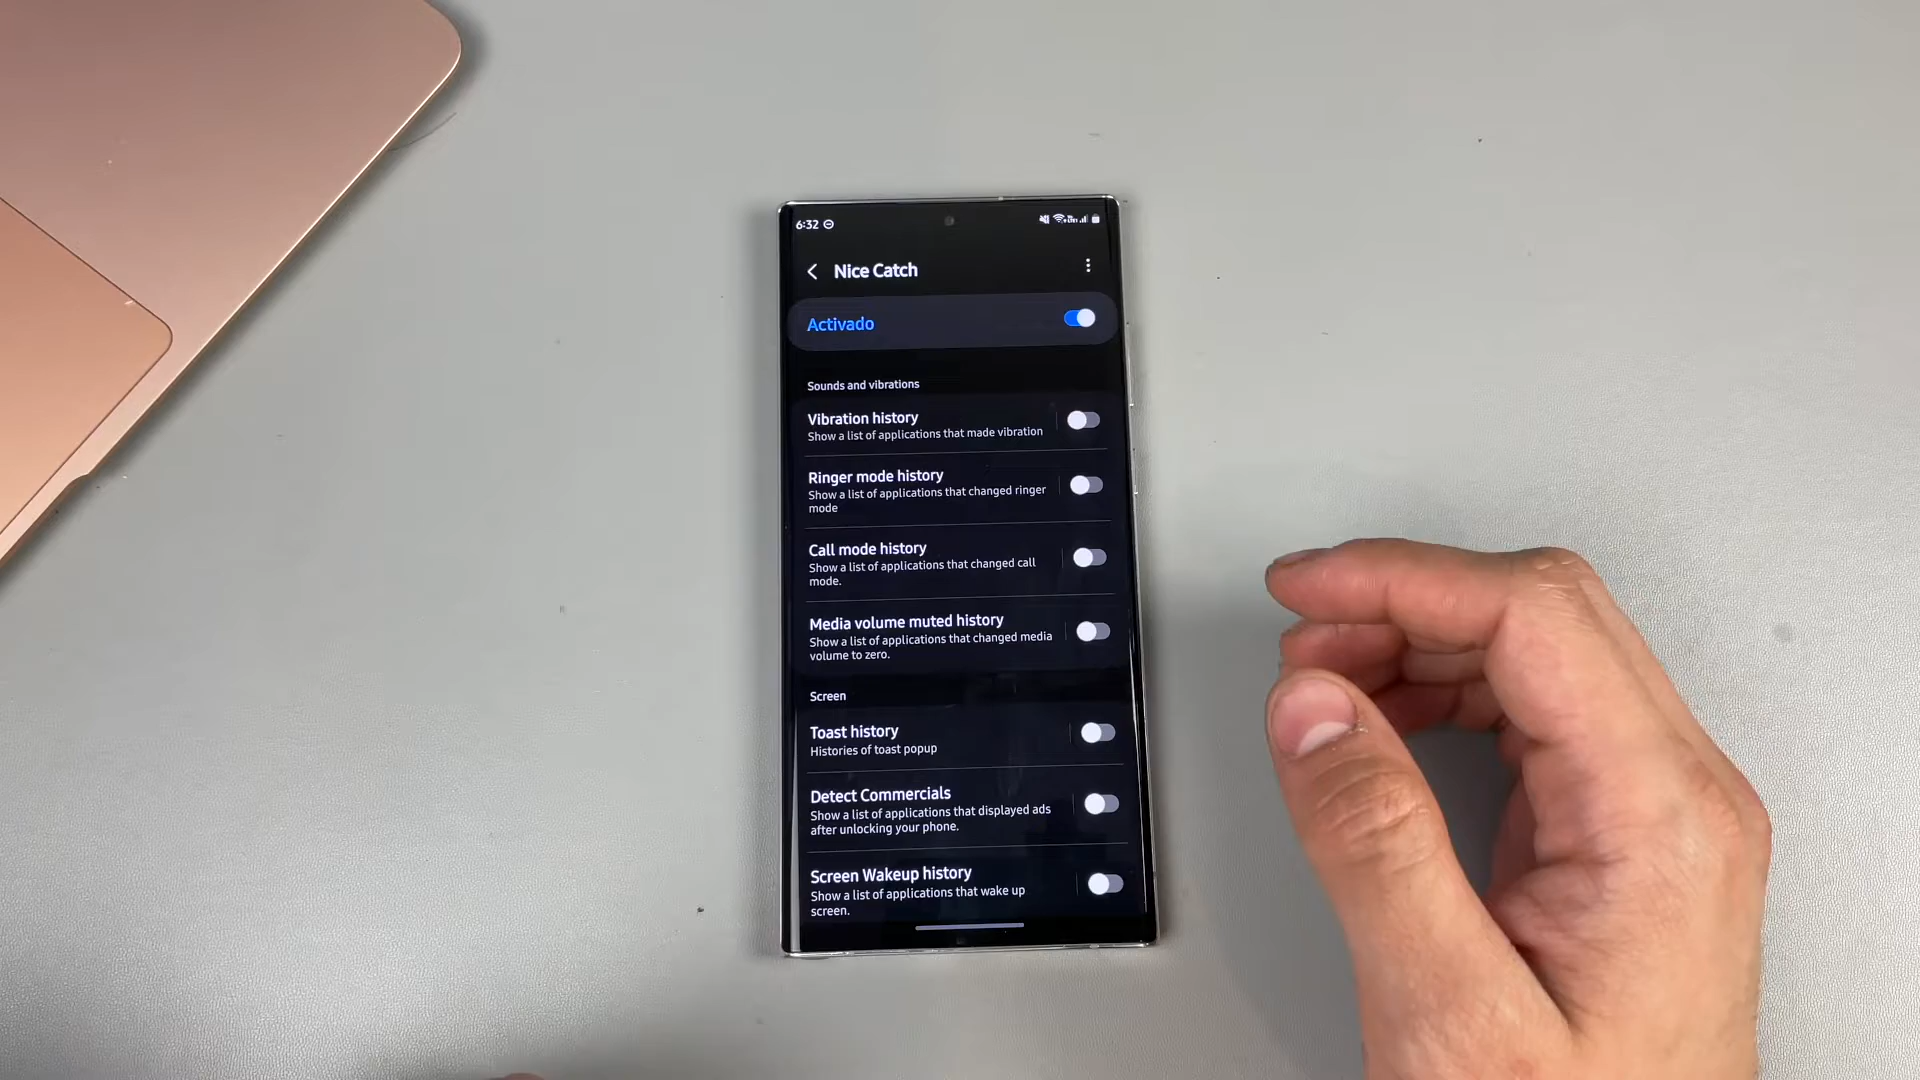 6:32
Nice Catch
Activado
Sounds and vibrations
Vibration history
Show a list of applications that made vibration
Ringer mode history
Show a list of applications that changed ringer
mode
Call mode history
Show a list of applications that changed call
mode.
Media volume muted history
Show a list of applications that changed media
volume to zero.
Screen
Toast history
Histories of toast popup
Detect Commercials
Show a list of applications that displayed ads
after unlocking your phone.
Screen Wakeup history
Show a list of applications that wake up
screen.